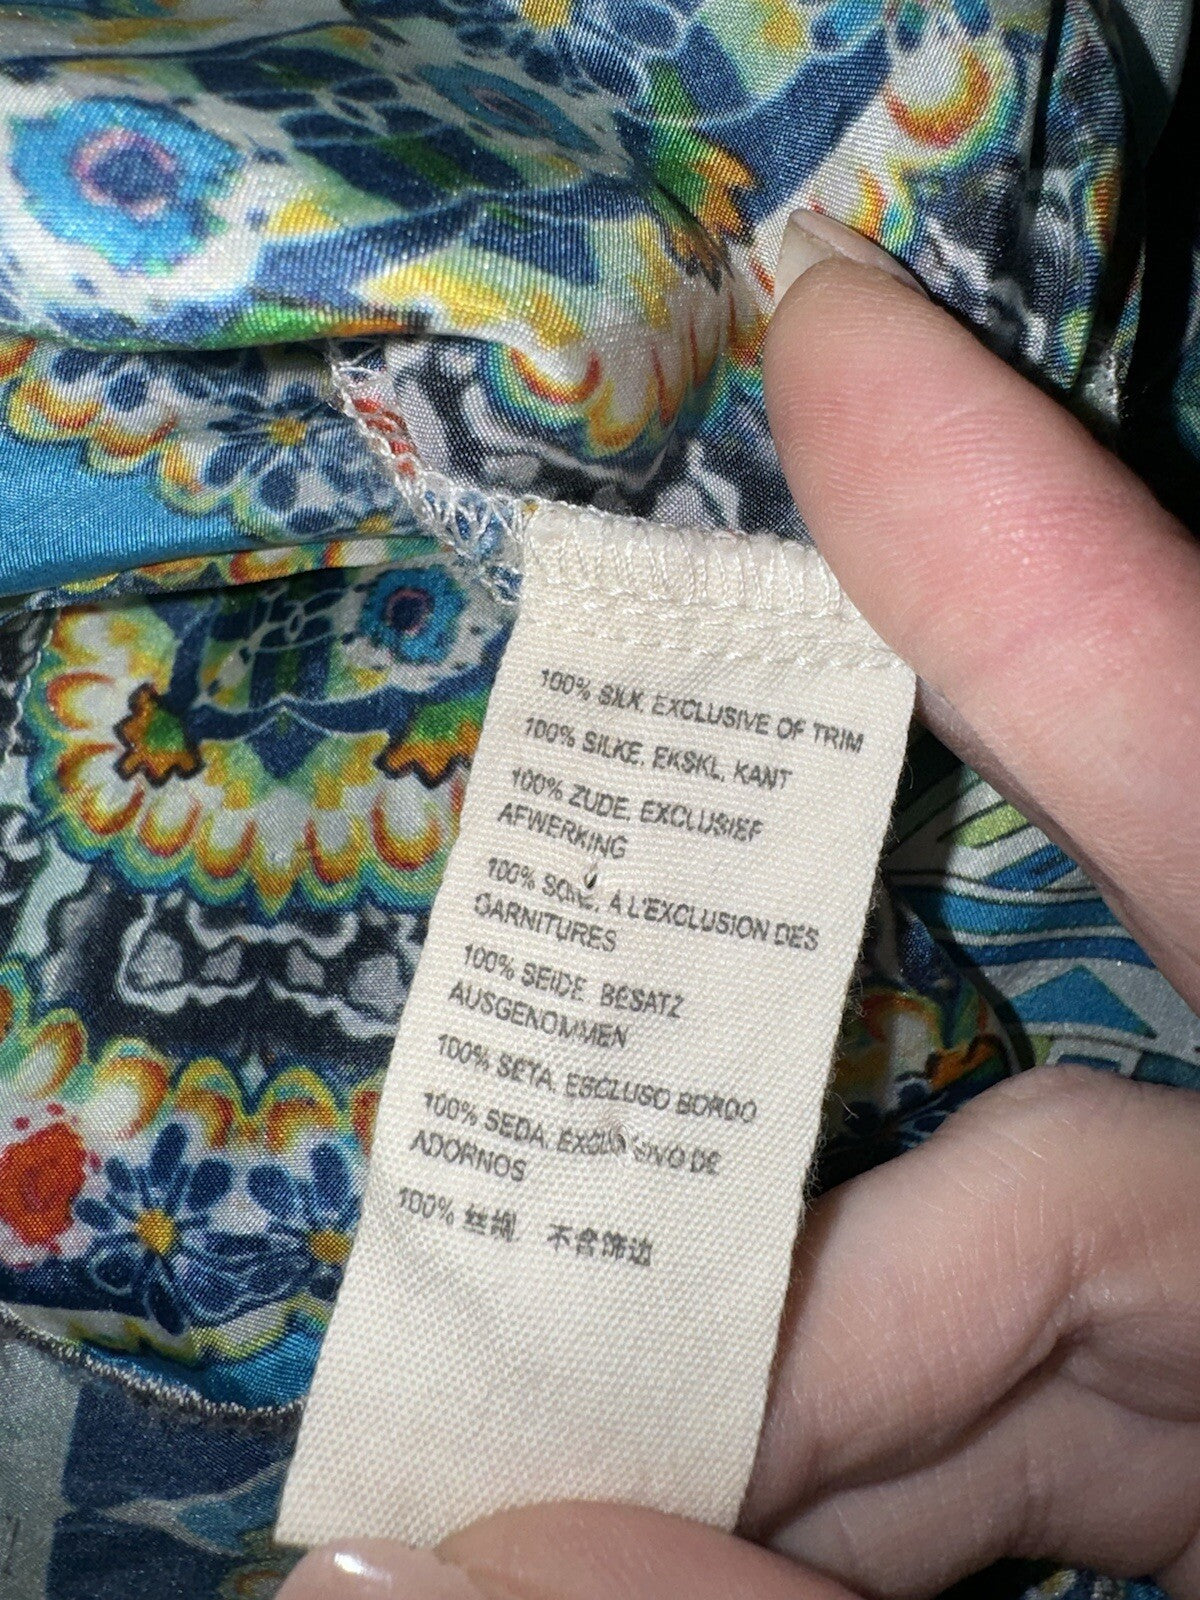 100% SILK. EXCLUSIVE OF TRIM
100% SILKE. EKSKL. KANT
100% ZIJDE. EXCLUSIEF
AFWERKING
100% SOIE. A L'EXCLUSION DES
GARNITURES
100% SEIDE BESATZ
AUSGENOMMEN
100% SETA. ESCLUSO BORDO
100% SEDA. EXCLUSIVO DE
ADORNOS
100% 丝绸 不含饰边